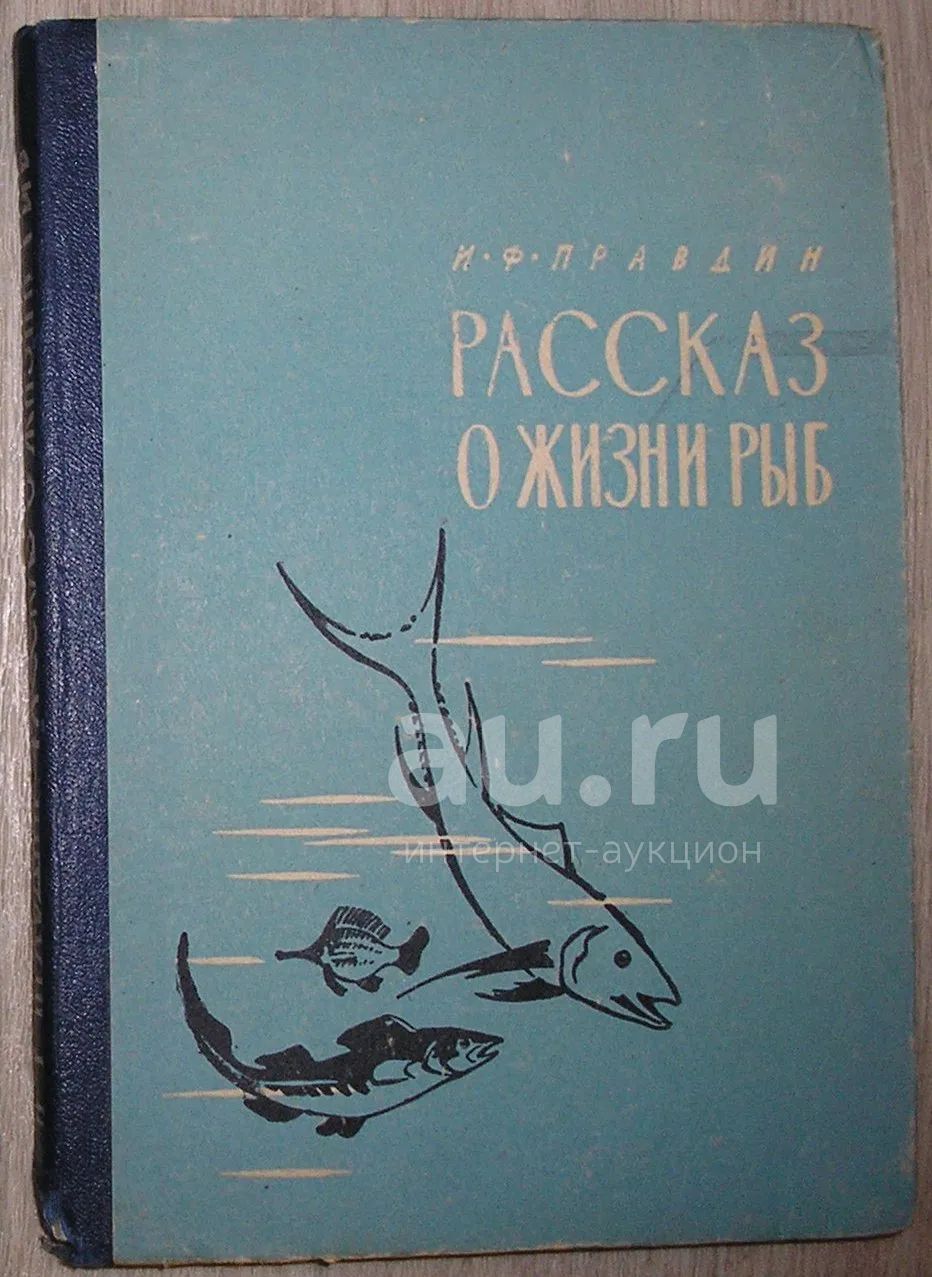 И·Ф·ПРАВДИН
РАССКАЗ
О ЖИЗНИ РЫБ
au.ru
интернет-аукцион